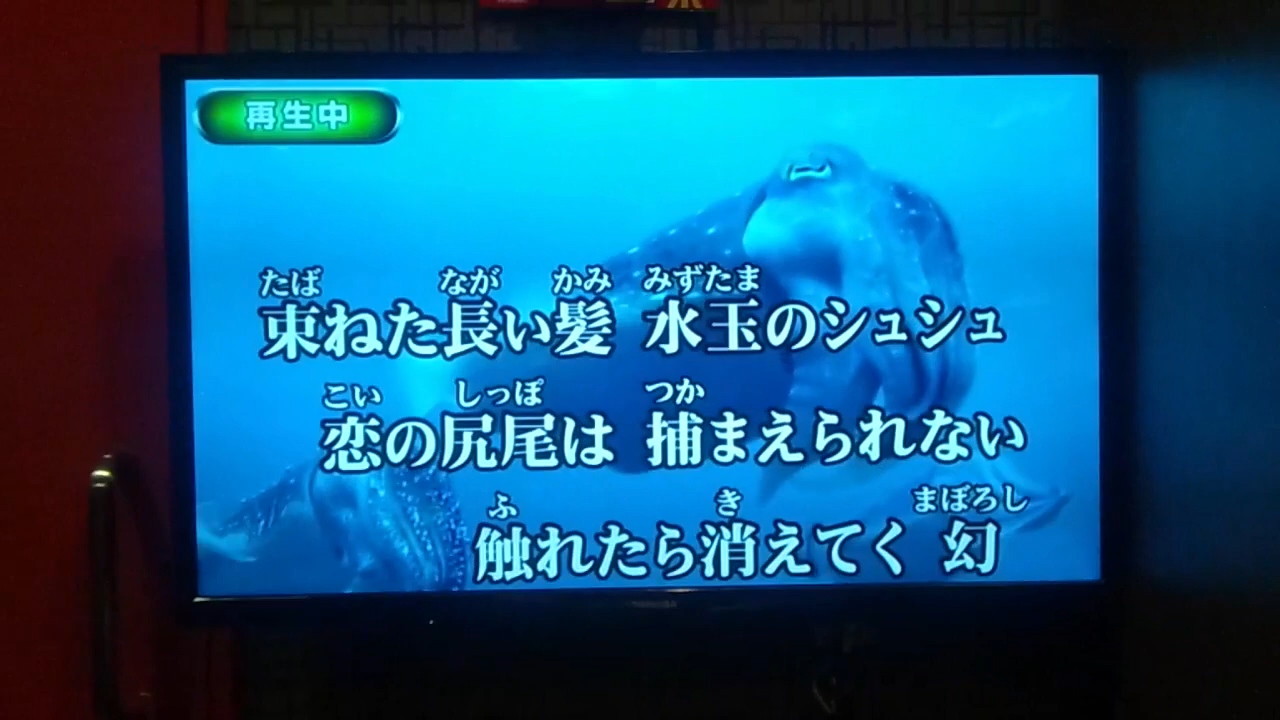 再生中
たば なが かみ みずたま
束ねた長い髪 水玉のシュシュ
こい しっぽ つか
恋の尻尾は 捕まえられない
ふ き まぼろし
触れたら消えてく 幻
TOSHIBA